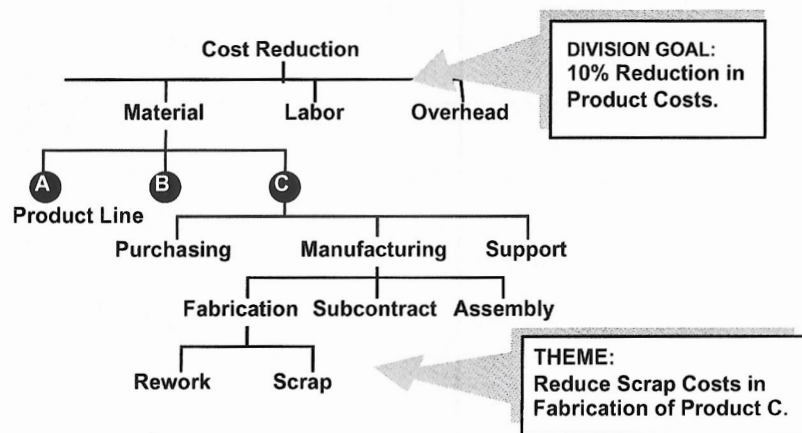 Cost Reduction
DIVISION GOAL:
10% Reduction in
Product Costs.
Material
Labor
Overhead
A
B
C
Product Line
Purchasing
Manufacturing
Support
Fabrication
Subcontract
Assembly
Rework
Scrap
THEME:
Reduce Scrap Costs in
Fabrication of Product C.